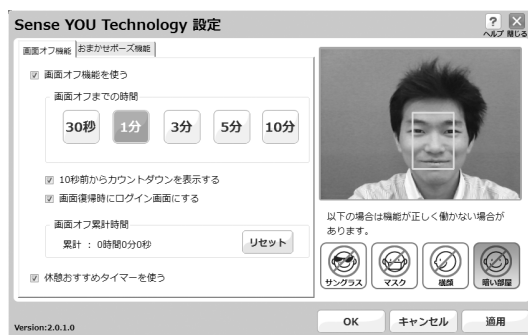 Sense YOU Technology 設定
ヘルプ 閉じる
画面オフ機能 おまかせポーズ機能
画面オフ機能を使う
画面オフまでの時間
30秒 1分 3分 5分 10分
10秒前からカウントダウンを表示する
画面復帰時にログイン画面にする
画面オフ累計時間
累計 : 0時間0分0秒 リセット
休憩おすすめタイマーを使う
以下の場合は機能が正しく働かない場合が
あります。
サングラス マスク 横顔 暗い部屋
Version:2.0.1.0
OK キャンセル 適用